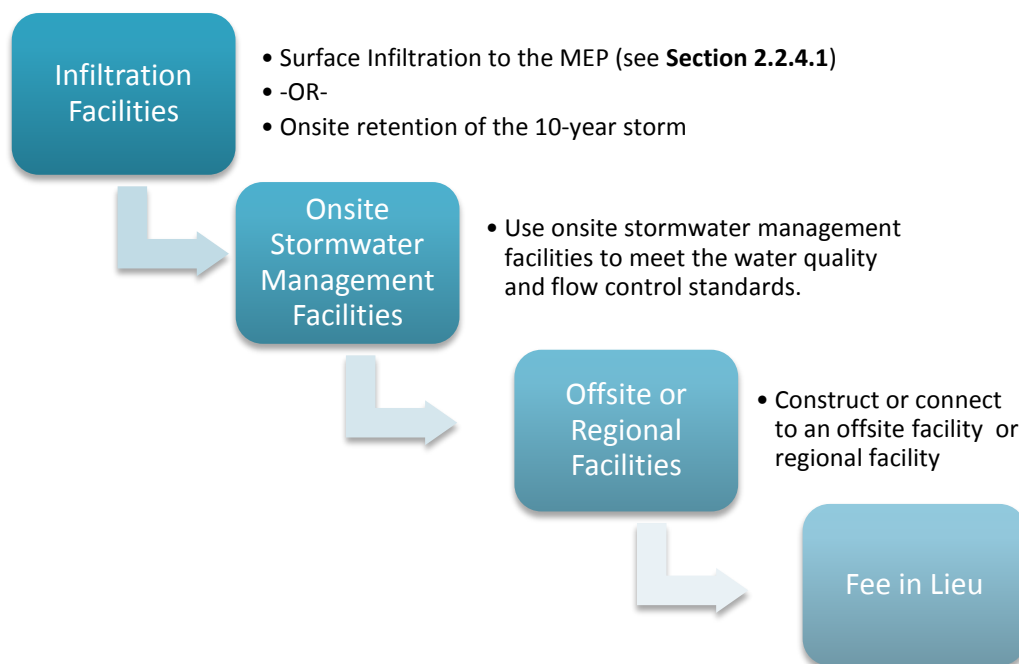 Infiltration
Facilities
• Surface Infiltration to the MEP (see Section 2.2.4.1)
• -OR-
• Onsite retention of the 10-year storm
Onsite
Stormwater
Management
Facilities
• Use onsite stormwater management
facilities to meet the water quality
and flow control standards.
Offsite or
Regional
Facilities
• Construct or connect
to an offsite facility or
regional facility
Fee in Lieu